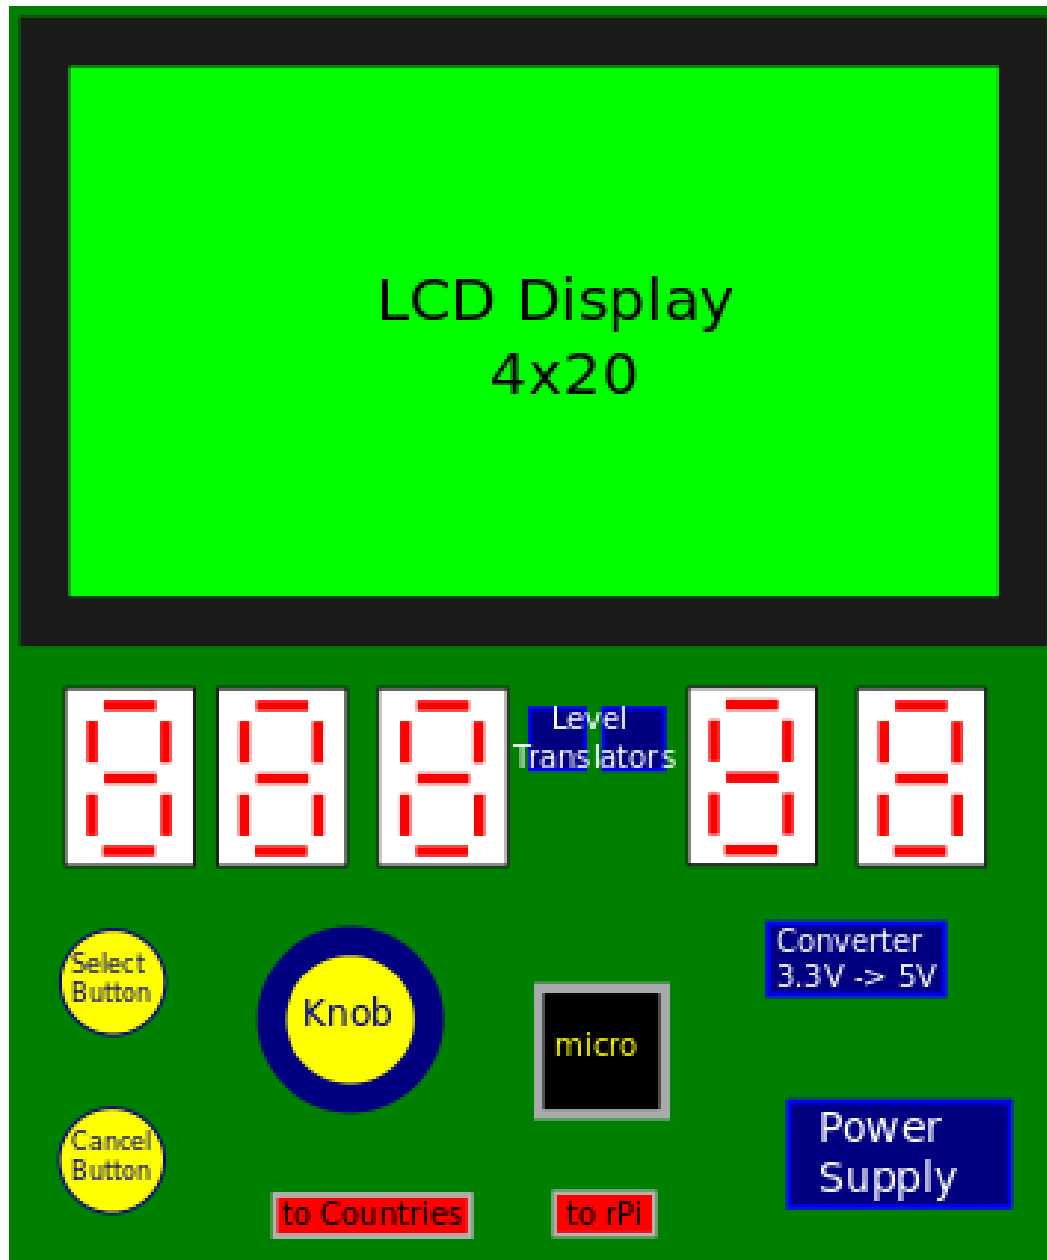 LCD Display
4x20
Level
Translators
Select
Button
Knob
Converter
3.3V -> 5V
micro
Cancel
Button
Power
Supply
to Countries
to rPi